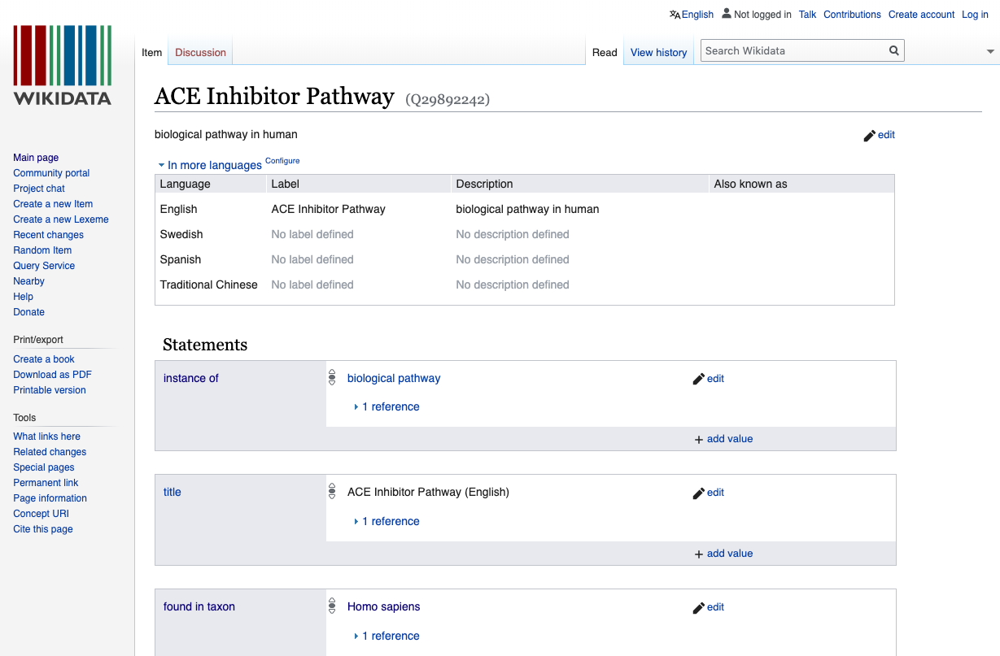 English Not logged in Talk Contributions Create account Log in
WIKIDATA
Item Discussion Read View history Search Wikidata
ACE Inhibitor Pathway (Q29892242)
biological pathway in human edit
In more languages Configure
Language Label Description Also known as
English ACE Inhibitor Pathway biological pathway in human
Swedish No label defined No description defined
Spanish No label defined No description defined
Traditional Chinese No label defined No description defined
Statements
instance of biological pathway edit
1 reference
+ add value
title ACE Inhibitor Pathway (English) edit
1 reference
+ add value
found in taxon Homo sapiens edit
1 reference
Main page
Community portal
Project chat
Create a new Item
Create a new Lexeme
Recent changes
Random Item
Query Service
Nearby
Help
Donate
Print/export
Create a book
Download as PDF
Printable version
Tools
What links here
Related changes
Special pages
Permanent link
Page information
Concept URI
Cite this page